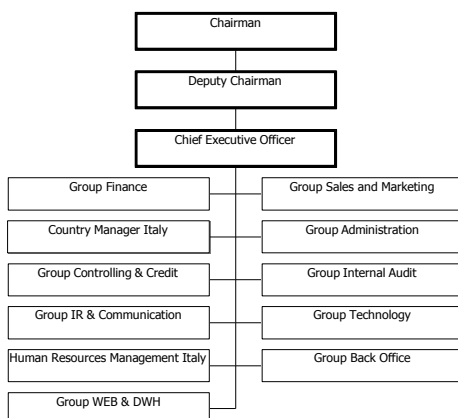 Chairman
Deputy Chairman
Chief Executive Officer
Group Finance
Group Sales and Marketing
Country Manager Italy
Group Administration
Group Controlling & Credit
Group Internal Audit
Group IR & Communication
Group Technology
Human Resources Management Italy
Group Back Office
Group WEB & DWH